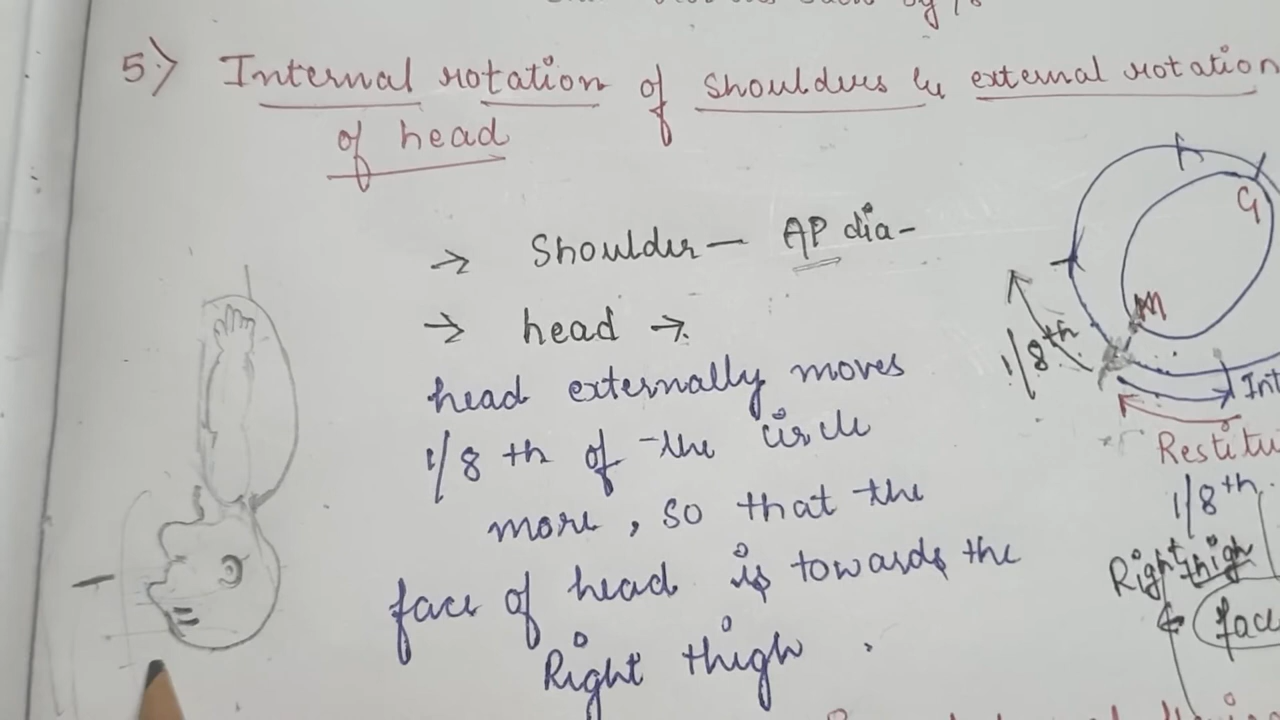 5) Internal rotation of shoulders & external rotation
of head
→ Shoulder — AP dia-
→ head →
head externally moves
1/8 th of the circle
more, so that the
face of head is towards the
Right thigh.
G
M
1/8th
Int
Restitu
1/8th.
Right thigh
face